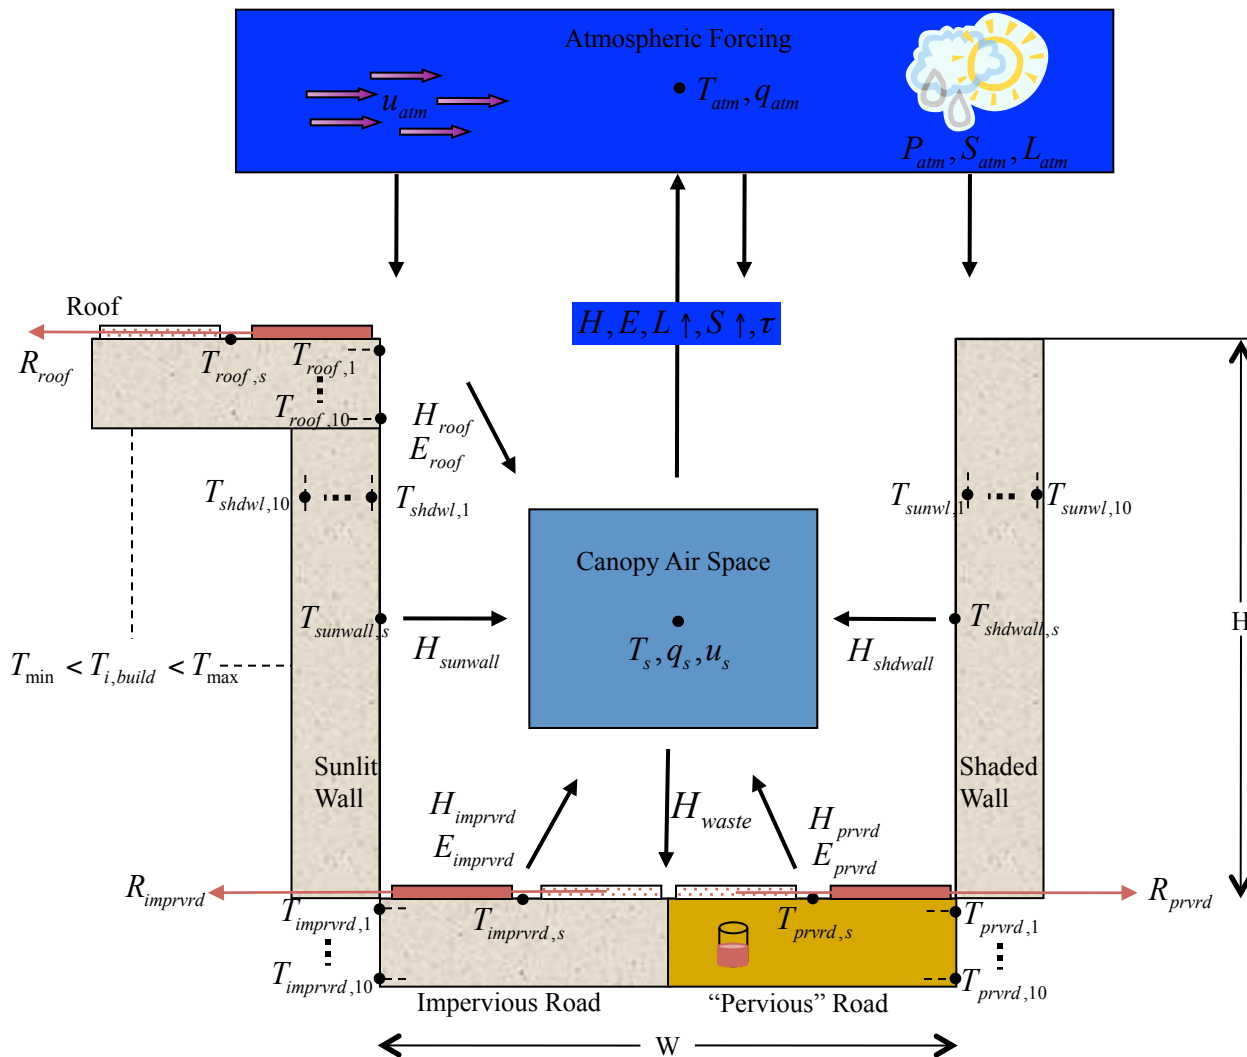 Atmospheric Forcing
u_atm
T_atm, q_atm
P_atm, S_atm, L_atm
Roof
H, E, L ↑, S ↑, τ
R_roof
T_roof,s
T_roof,1
T_roof,10
H_roof
E_roof
T_shdwl,10
T_shdwl,1
T_sunwl,1
T_sunwl,10
Canopy Air Space
T_sunwall,s
T_shdwall,s
H
H_sunwall
T_s, q_s, u_s
H_shdwall
T_min < T_i,build < T_max
Sunlit
Wall
Shaded
Wall
H_imprvrd
E_imprvrd
H_waste
H_prvrd
E_prvrd
R_imprvrd
R_prvrd
T_imprvrd,1
T_imprvrd,s
T_prvrd,s
T_prvrd,1
T_imprvrd,10
T_prvrd,10
Impervious Road
“Pervious” Road
W